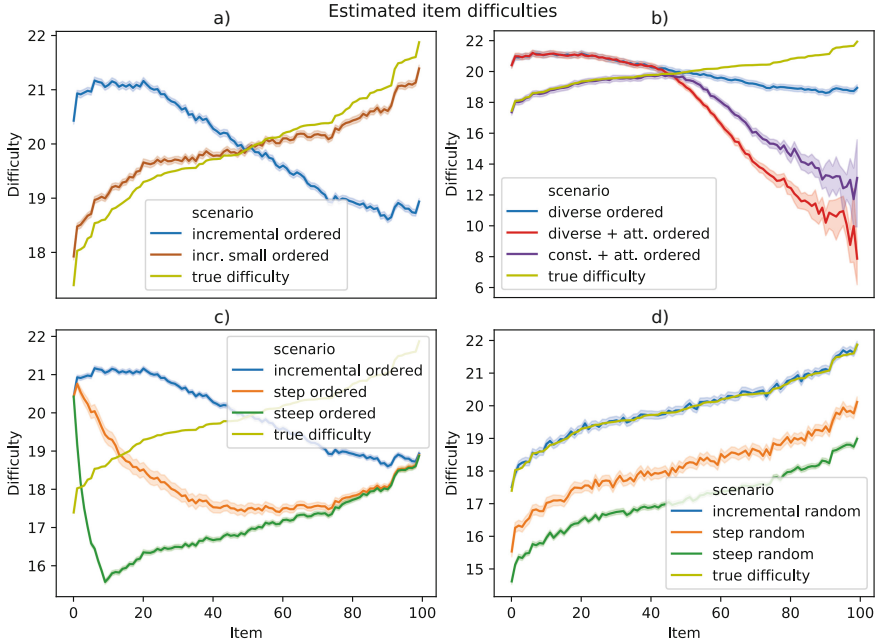 Estimated item difficulties
a)
22
21
20
19
18
Difficulty
scenario
incremental ordered
incr. small ordered
true difficulty
b)
22
20
18
16
14
12
10
8
6
Difficulty
scenario
diverse ordered
diverse + att. ordered
const. + att. ordered
true difficulty
c)
22
21
20
19
18
17
16
Difficulty
scenario
incremental ordered
step ordered
steep ordered
true difficulty
0 20 40 60 80 100
Item
d)
22
21
20
19
18
17
16
15
Difficulty
scenario
incremental random
step random
steep random
true difficulty
0 20 40 60 80 100
Item